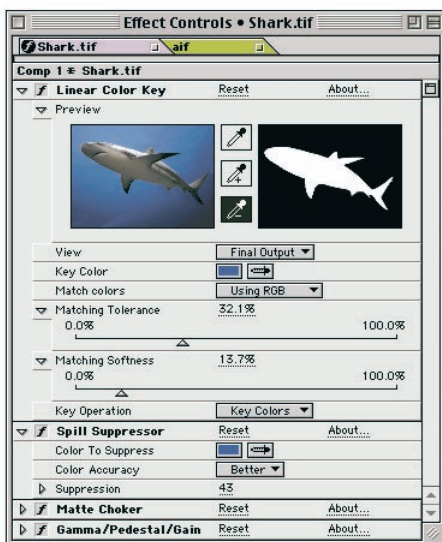 Effect Controls • Shark.tif
Shark.tif aif
Comp 1 * Shark.tif
Linear Color Key Reset About...
Preview
View Final Output
Key Color
Match colors Using RGB
Matching Tolerance 32.1%
0.0% 100.0%
Matching Softness 13.7%
0.0% 100.0%
Key Operation Key Colors
Spill Suppressor Reset About...
Color To Suppress
Color Accuracy Better
Suppression 43
Matte Choker Reset About...
Gamma/Pedestal/Gain Reset About...